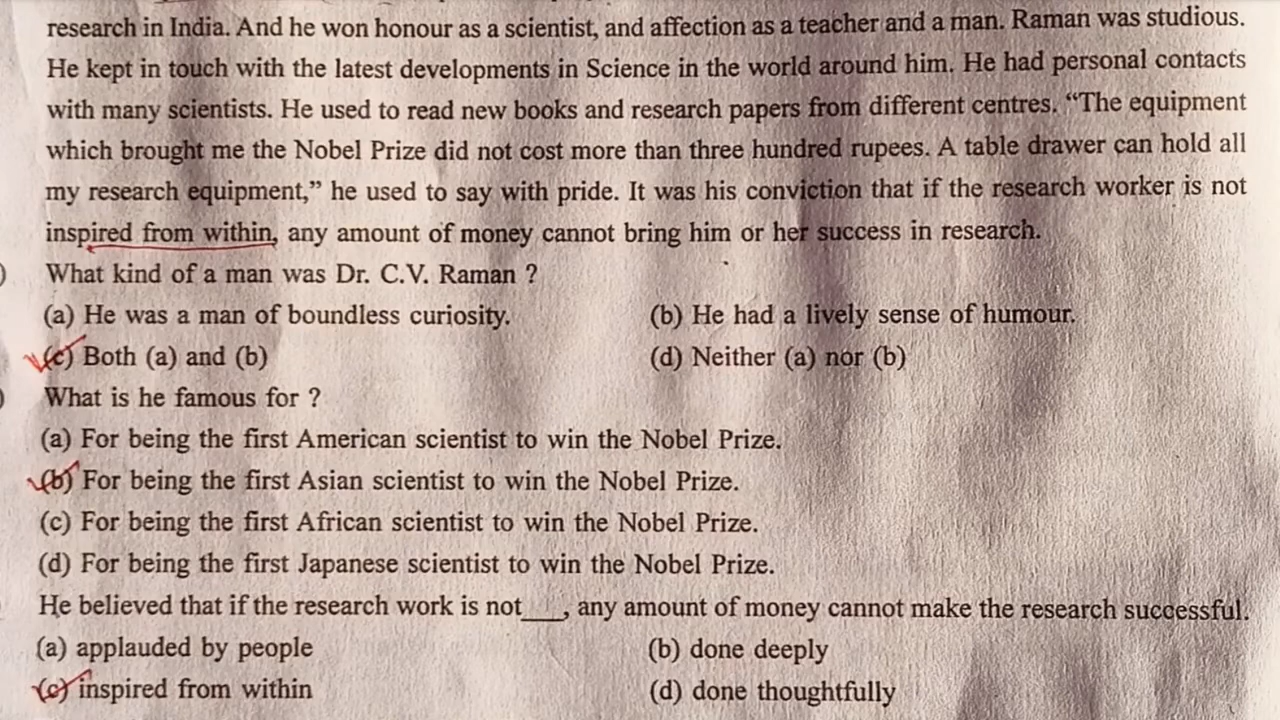 research in India. And he won honour as a scientist, and affection as a teacher and a man. Raman was studious.
He kept in touch with the latest developments in Science in the world around him. He had personal contacts
with many scientists. He used to read new books and research papers from different centres. “The equipment
which brought me the Nobel Prize did not cost more than three hundred rupees. A table drawer can hold all
my research equipment,” he used to say with pride. It was his conviction that if the research worker is not
inspired from within, any amount of money cannot bring him or her success in research.
What kind of a man was Dr. C.V. Raman ?
(a) He was a man of boundless curiosity. (b) He had a lively sense of humour.
(c) Both (a) and (b) (d) Neither (a) nor (b)
What is he famous for ?
(a) For being the first American scientist to win the Nobel Prize.
(b) For being the first Asian scientist to win the Nobel Prize.
(c) For being the first African scientist to win the Nobel Prize.
(d) For being the first Japanese scientist to win the Nobel Prize.
He believed that if the research work is not___, any amount of money cannot make the research successful.
(a) applauded by people (b) done deeply
(c) inspired from within (d) done thoughtfully